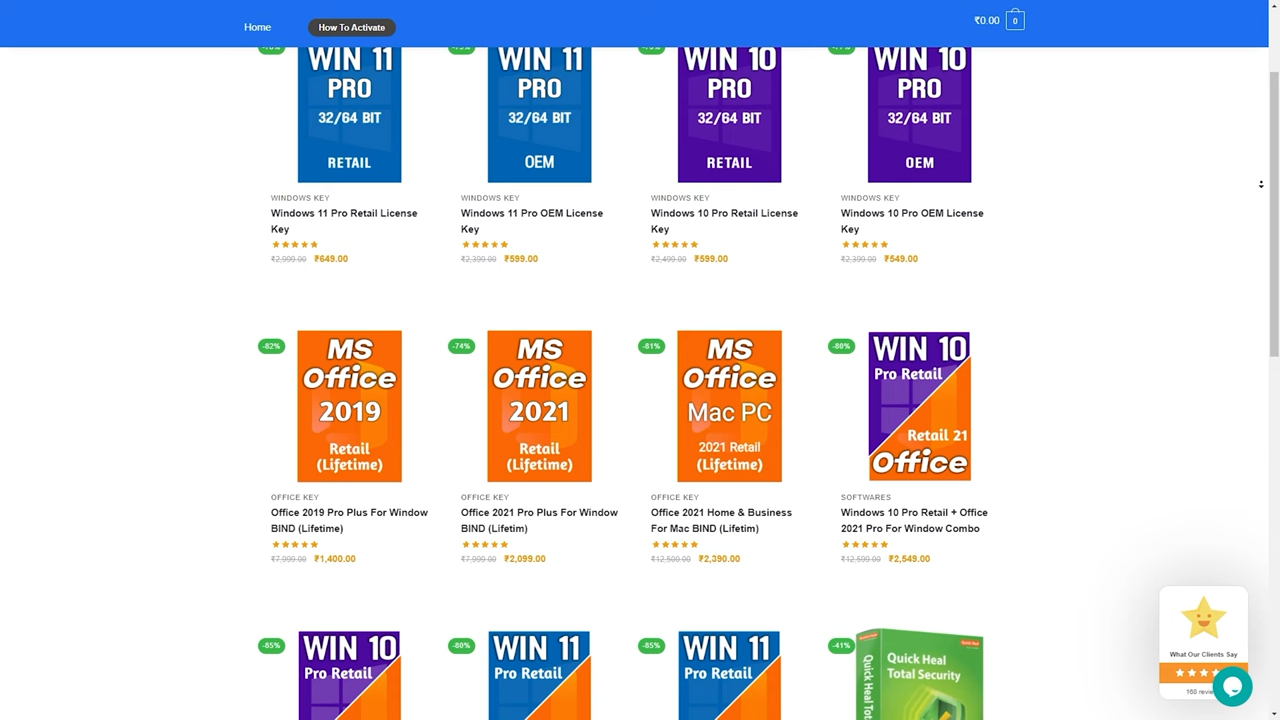 Home
How To Activate
₹0.00
0
WIN 11
PRO
32/64 BIT
RETAIL
WIN 11
PRO
32/64 BIT
OEM
WIN 10
PRO
32/64 BIT
RETAIL
WIN 10
PRO
32/64 BIT
OEM
WINDOWS KEY
Windows 11 Pro Retail License
Key
₹2,999.00 ₹649.00
WINDOWS KEY
Windows 11 Pro OEM License
Key
₹2,399.00 ₹599.00
WINDOWS KEY
Windows 10 Pro Retail License
Key
₹2,499.00 ₹599.00
WINDOWS KEY
Windows 10 Pro OEM License
Key
₹2,399.00 ₹549.00
-82%
MS
Office
2019
Retail
(Lifetime)
-74%
MS
Office
2021
Retail
(Lifetime)
-81%
MS
Office
Mac PC
2021 Retail
(Lifetime)
-80%
WIN 10
Pro Retail
Retail 21
Office
OFFICE KEY
Office 2019 Pro Plus For Window
BIND (Lifetime)
₹7,999.00 ₹1,400.00
OFFICE KEY
Office 2021 Pro Plus For Window
BIND (Lifetim)
₹7,999.00 ₹2,099.00
OFFICE KEY
Office 2021 Home & Business
For Mac BIND (Lifetim)
₹12,500.00 ₹2,390.00
SOFTWARES
Windows 10 Pro Retail + Office
2021 Pro For Window Combo
₹12,599.00 ₹2,549.00
-85%
WIN 10
Pro Retail
-80%
WIN 11
Pro Retail
-85%
WIN 11
Pro Retail
-41%
Quick Heal
Total Security
Quick Heal
What Our Clients Say
168